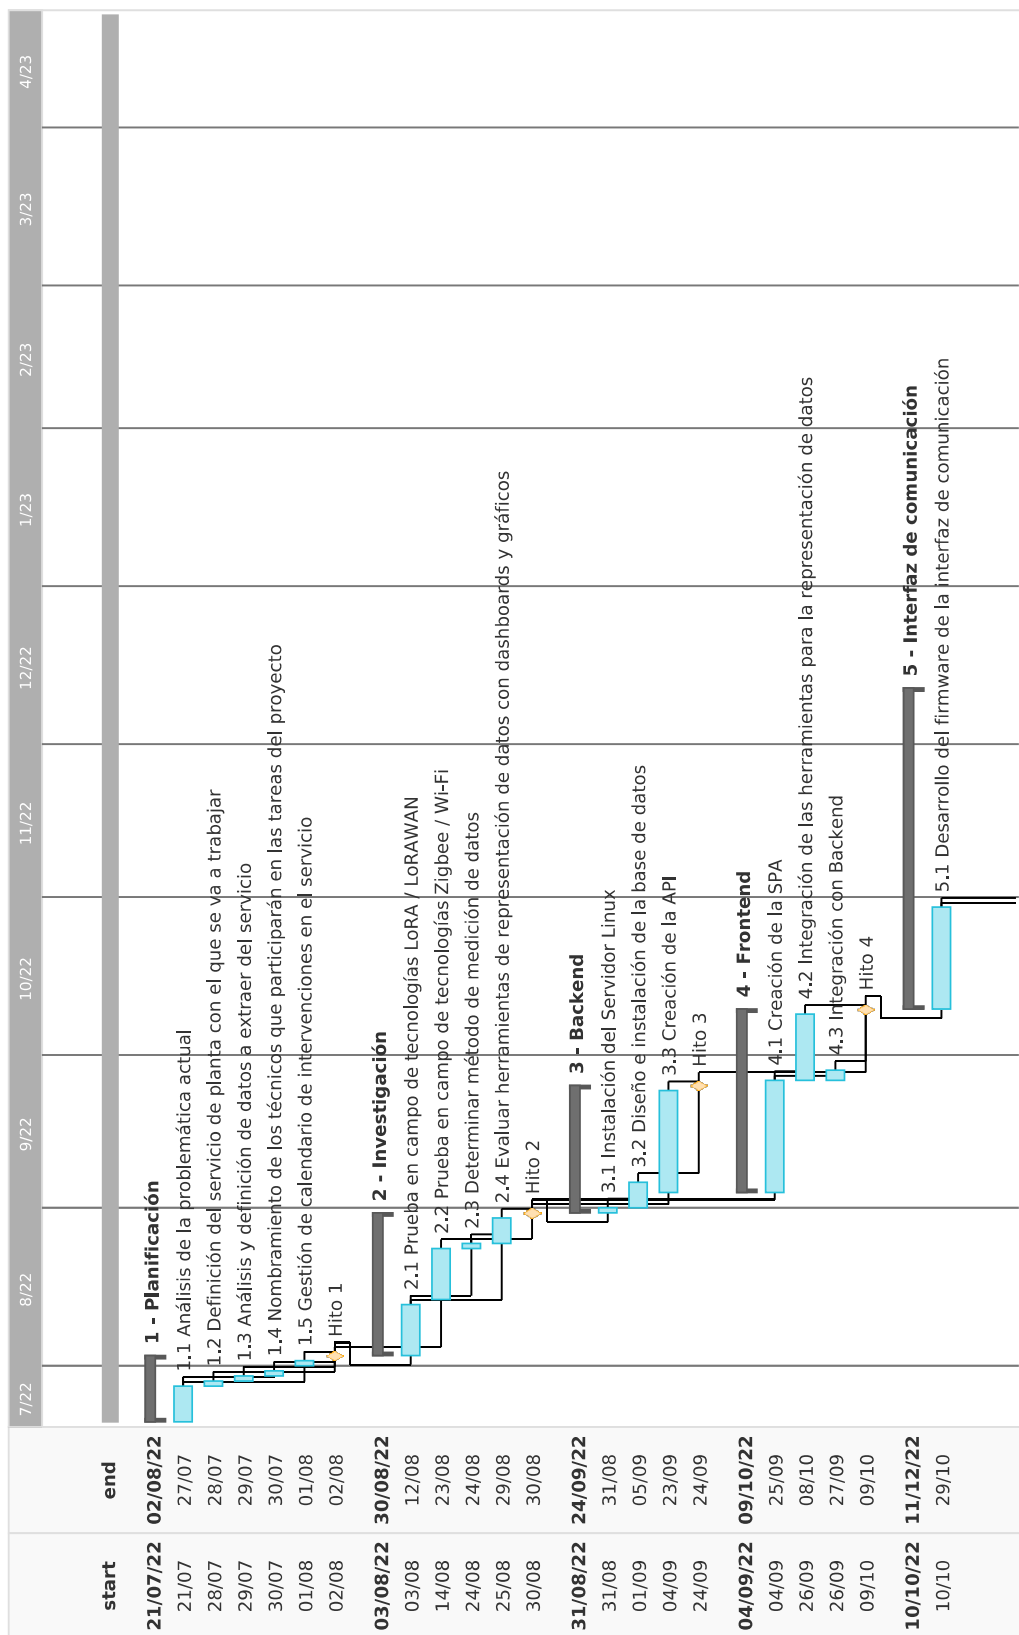 start end 7/22 8/22 9/22 10/22 11/22 12/22 1/23 2/23 3/23 4/23
21/07/22 02/08/22 1 - Planificación
21/07 27/07 1.1 Análisis de la problemática actual
28/07 28/07 1.2 Definición del servicio de planta con el que se va a trabajar
29/07 29/07 1.3 Análisis y definición de datos a extraer del servicio
30/07 30/07 1.4 Nombramiento de los técnicos que participarán en las tareas del proyecto
01/08 01/08 1.5 Gestión de calendario de intervenciones en el servicio
02/08 02/08 Hito 1
03/08/22 30/08/22 2 - Investigación
03/08 12/08 2.1 Prueba en campo de tecnologías LoRA / LoRAWAN
14/08 23/08 2.2 Prueba en campo de tecnologías Zigbee / Wi-Fi
24/08 24/08 2.3 Determinar método de medición de datos
25/08 29/08 2.4 Evaluar herramientas de representación de datos con dashboards y gráficos
30/08 30/08 Hito 2
31/08/22 24/09/22 3 - Backend
31/08 31/08 3.1 Instalación del Servidor Linux
01/09 05/09 3.2 Diseño e instalación de la base de datos
04/09 23/09 3.3 Creación de la API
24/09 24/09 Hito 3
04/09/22 09/10/22 4 - Frontend
04/09 25/09 4.1 Creación de la SPA
26/09 08/10 4.2 Integración de las herramientas para la representación de datos
26/09 27/09 4.3 Integración con Backend
09/10 09/10 Hito 4
10/10/22 11/12/22 5 - Interfaz de comunicación
10/10 29/10 5.1 Desarrollo del firmware de la interfaz de comunicación